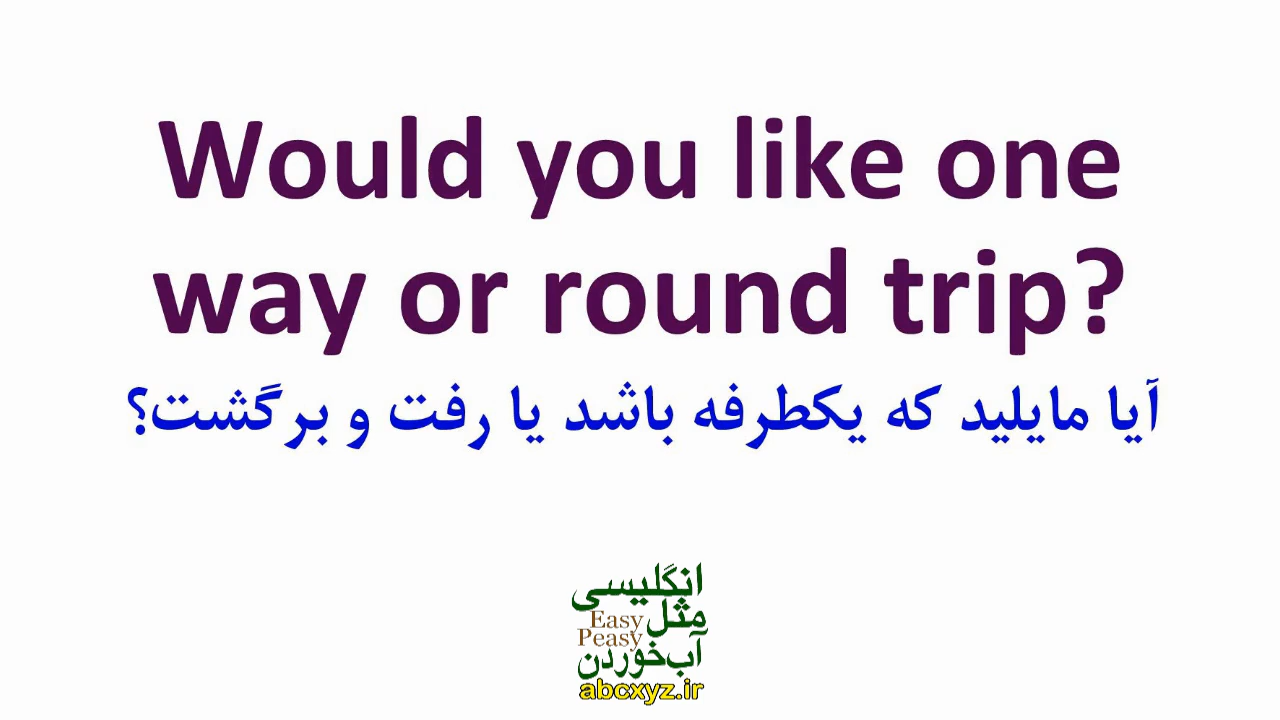 Would you like one
way or round trip?
آیا مایلید که یکطرفه باشد یا رفت و برگشت؟
انگلیسی
مثل
Easy
Peasy
آب‌خوردن
abcxyz.ir